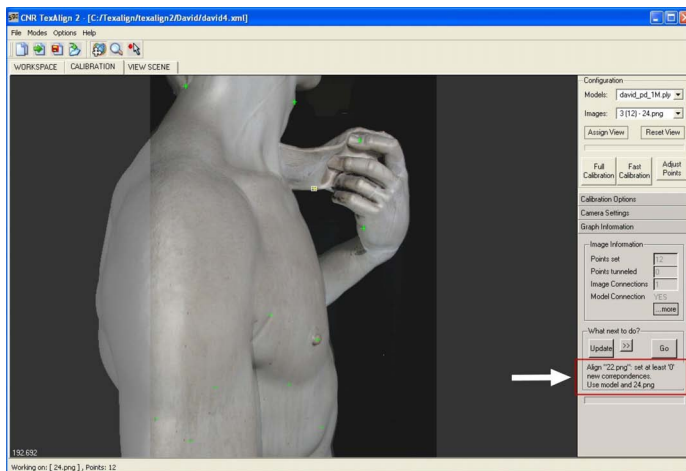 CNR TexAlign 2 - [C:/Texalign/texalign2/David/david4.xml]
File Modes Options Help
WORKSPACE CALIBRATION VIEW SCENE
Configuration
Models: david_pd_1M.ply
Images: 3 (12) - 24.png
Assign View Reset View
Full Calibration Fast Calibration Adjust Points
Calibration Options
Camera Settings
Graph Information
Image Information
Points set 12
Points tunneled 0
Image Connections 1
Model Connection YES
...more
What next to do?
Update >> Go
Align "22.png": set at least '0'
new correpondences.
Use model and 24.png
192.692
Working on: [ 24.png ] , Points: 12